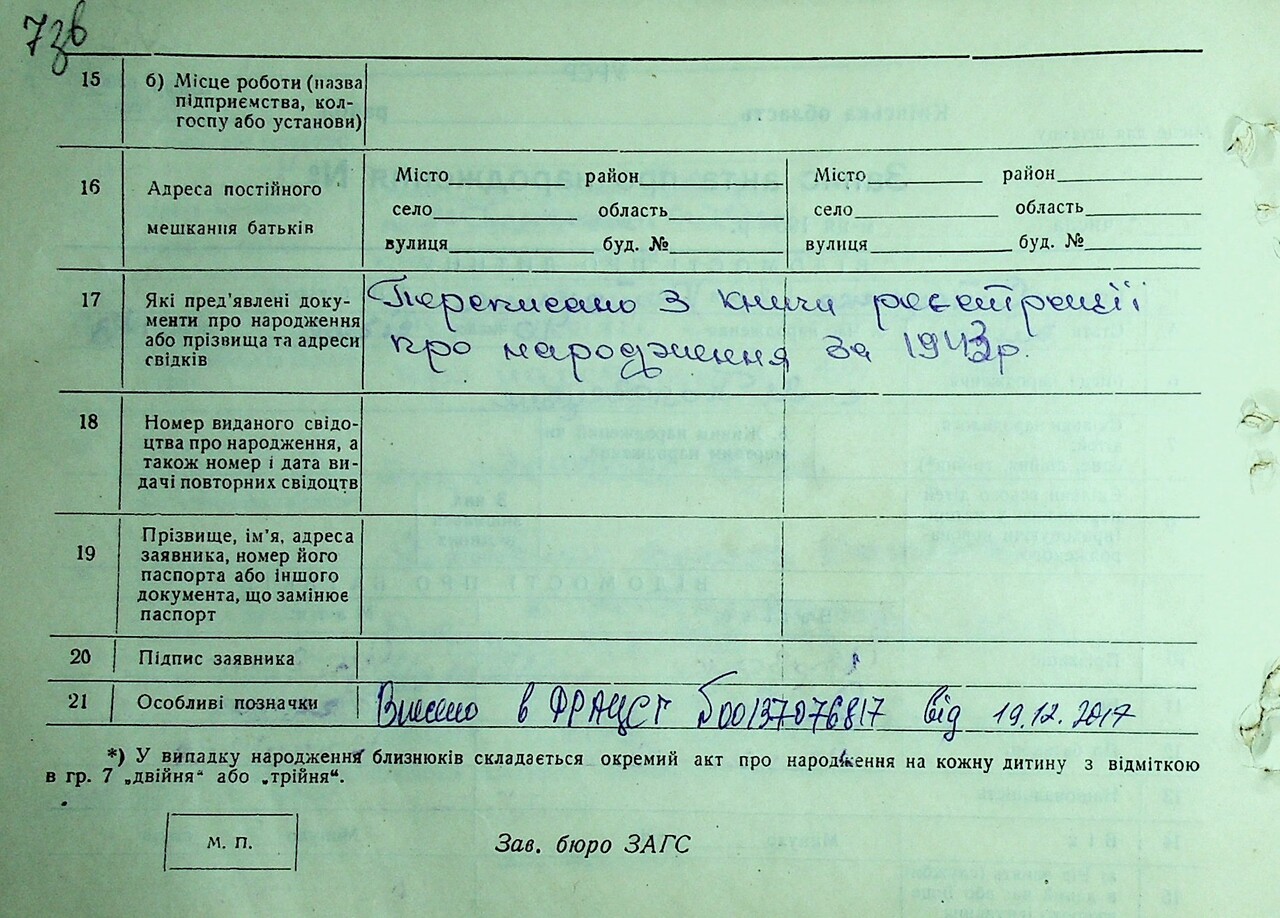 7зв
15 б) Місце роботи (назва
підприємства, кол-
госпу або установи)
16 Адреса постійного
мешкання батьків
Місто район Місто район
село область село область
вулиця буд. № вулиця буд. №
17 Які пред'явлені доку-
менти про народження
або прізвища та адреси
свідків
Переписано з книги реєстрації
про народження за 1943р.
18 Номер виданого свідо-
цтва про народження, а
також номер і дата ви-
дачі повторних свідоцтв
19 Прізвище, ім'я, адреса
заявника, номер його
паспорта або іншого
документа, що замінює
паспорт
20 Підпис заявника
21 Особливі позначки Внесено в ФРАЦСГ 00137076817 від 19.12.2017
*) У випадку народження близнюків складається окремий акт про народження на кожну дитину з відміткою
в гр. 7 „двійня“ або „трійня“.
М. П.
Зав. бюро ЗАГС